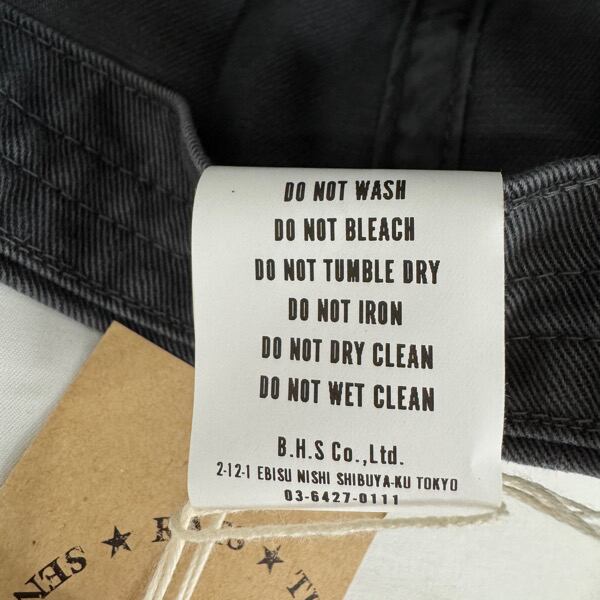 DO NOT WASH
DO NOT BLEACH
DO NOT TUMBLE DRY
DO NOT IRON
DO NOT DRY CLEAN
DO NOT WET CLEAN
B.H.S Co.,Ltd.
2-12-1 EBISU NISHI SHIBUYA-KU TOKYO
03-6427-0111